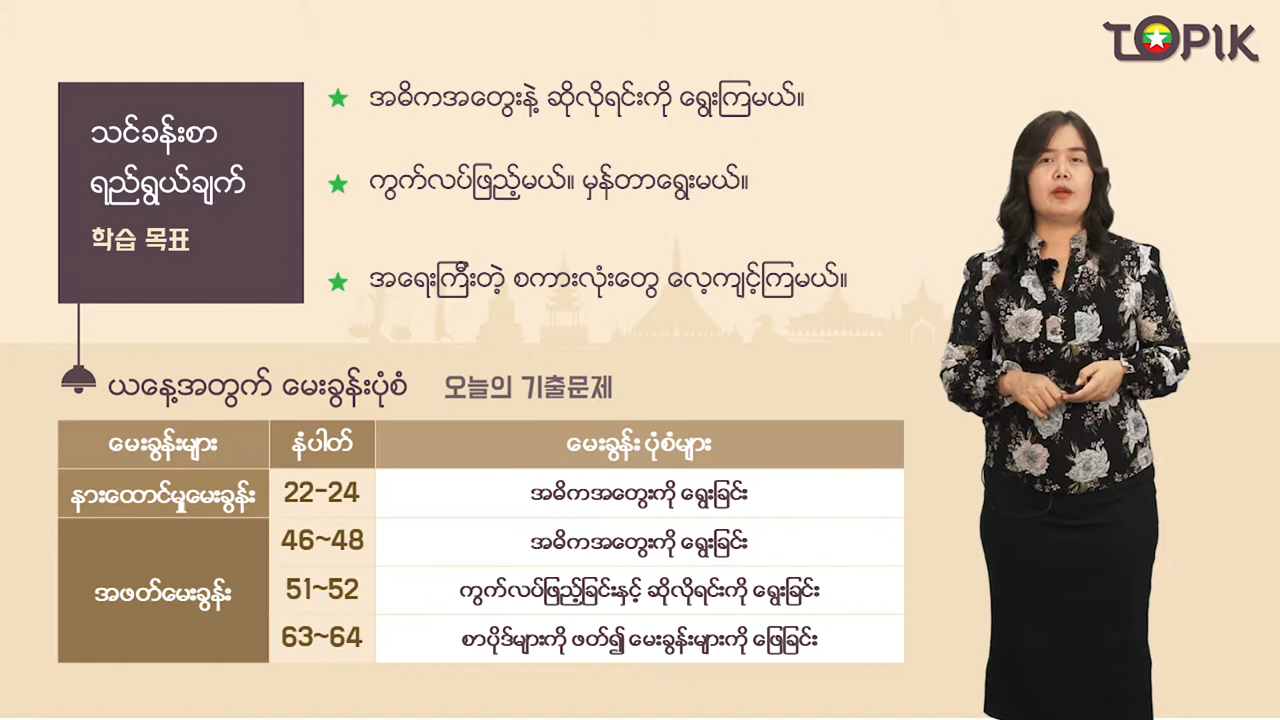 TOPIK
သင်ခန်းစာ
ရည်ရွယ်ချက်
학습 목표
အဓိကအတွေးနဲ့ ဆိုလိုရင်းကို ရွေးကြမယ်။
ကွက်လပ်ဖြည့်မယ်။ မှန်တာရွေးမယ်။
အရေးကြီးတဲ့ စကားလုံးတွေ လေ့ကျင့်ကြမယ်။
ယနေ့အတွက် မေးခွန်းပုံစံ 오늘의 기출문제
မေးခွန်းများ နံပါတ် မေးခွန်း ပုံစံများ
နားထောင်မှုမေးခွန်း 22-24 အဓိကအတွေးကို ရွေးခြင်း
46~48 အဓိကအတွေးကို ရွေးခြင်း
အဖတ်မေးခွန်း 51~52 ကွက်လပ်ဖြည့်ခြင်းနှင့် ဆိုလိုရင်းကို ရွေးခြင်း
63~64 စာပိုဒ်များကို ဖတ်၍ မေးခွန်းများကို ဖြေခြင်း